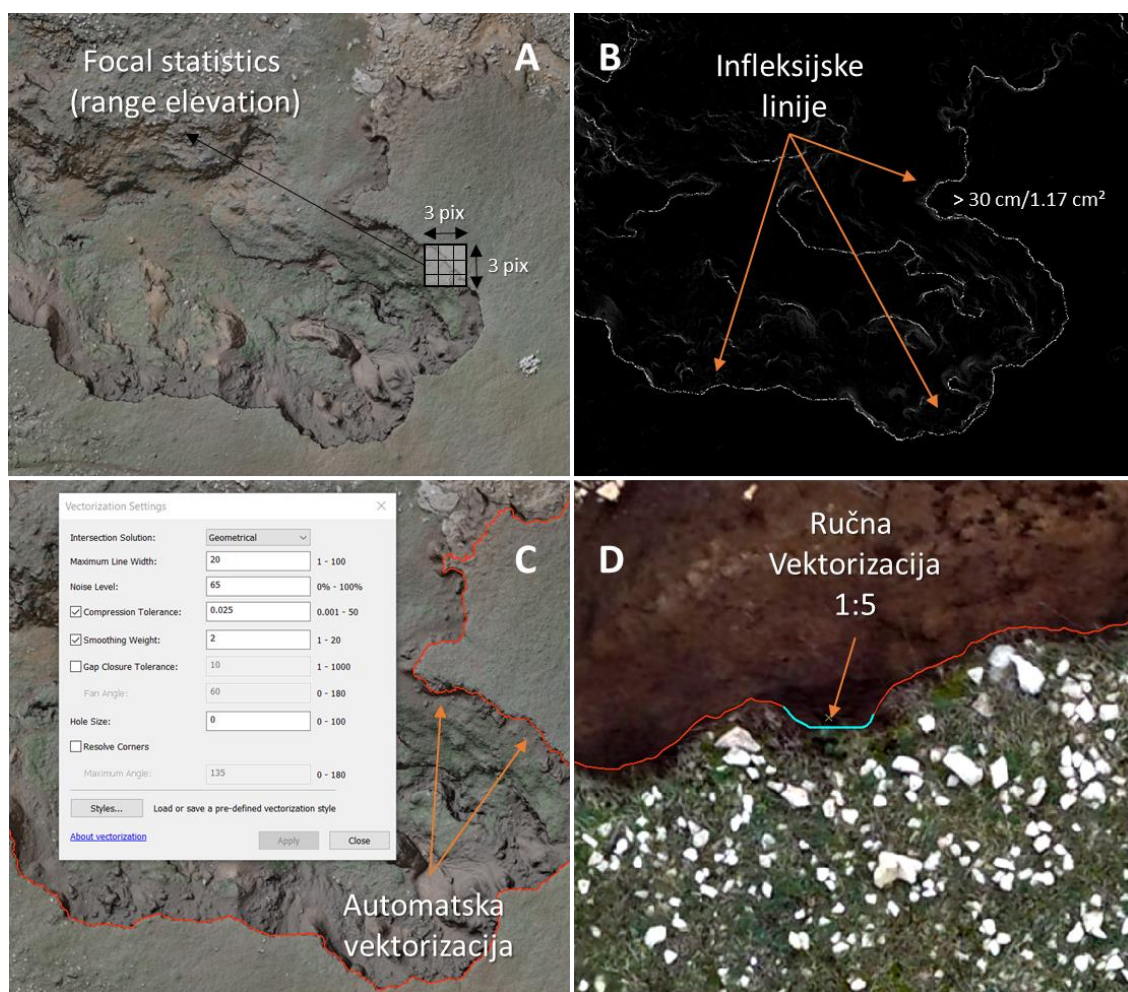 A
Focal statistics
(range elevation)
3 pix
3 pix
B
Infleksijske
linije
> 30 cm/1.17 cm²
C
Vectorization Settings
Intersection Solution: Geometrical
Maximum Line Width: 20 1 - 100
Noise Level: 65 0% - 100%
Compression Tolerance: 0.025 0.001 - 50
Smoothing Weight: 2 1 - 20
Gap Closure Tolerance: 10 1 - 1000
Fan Angle: 60 0 - 180
Hole Size: 0 0 - 100
Resolve Corners
Maximum Angle: 135 0 - 180
Styles... Load or save a pre-defined vectorization style
About vectorization Apply Close
Automatska
vektorizacija
D
Ručna
Vektorizacija
1:5